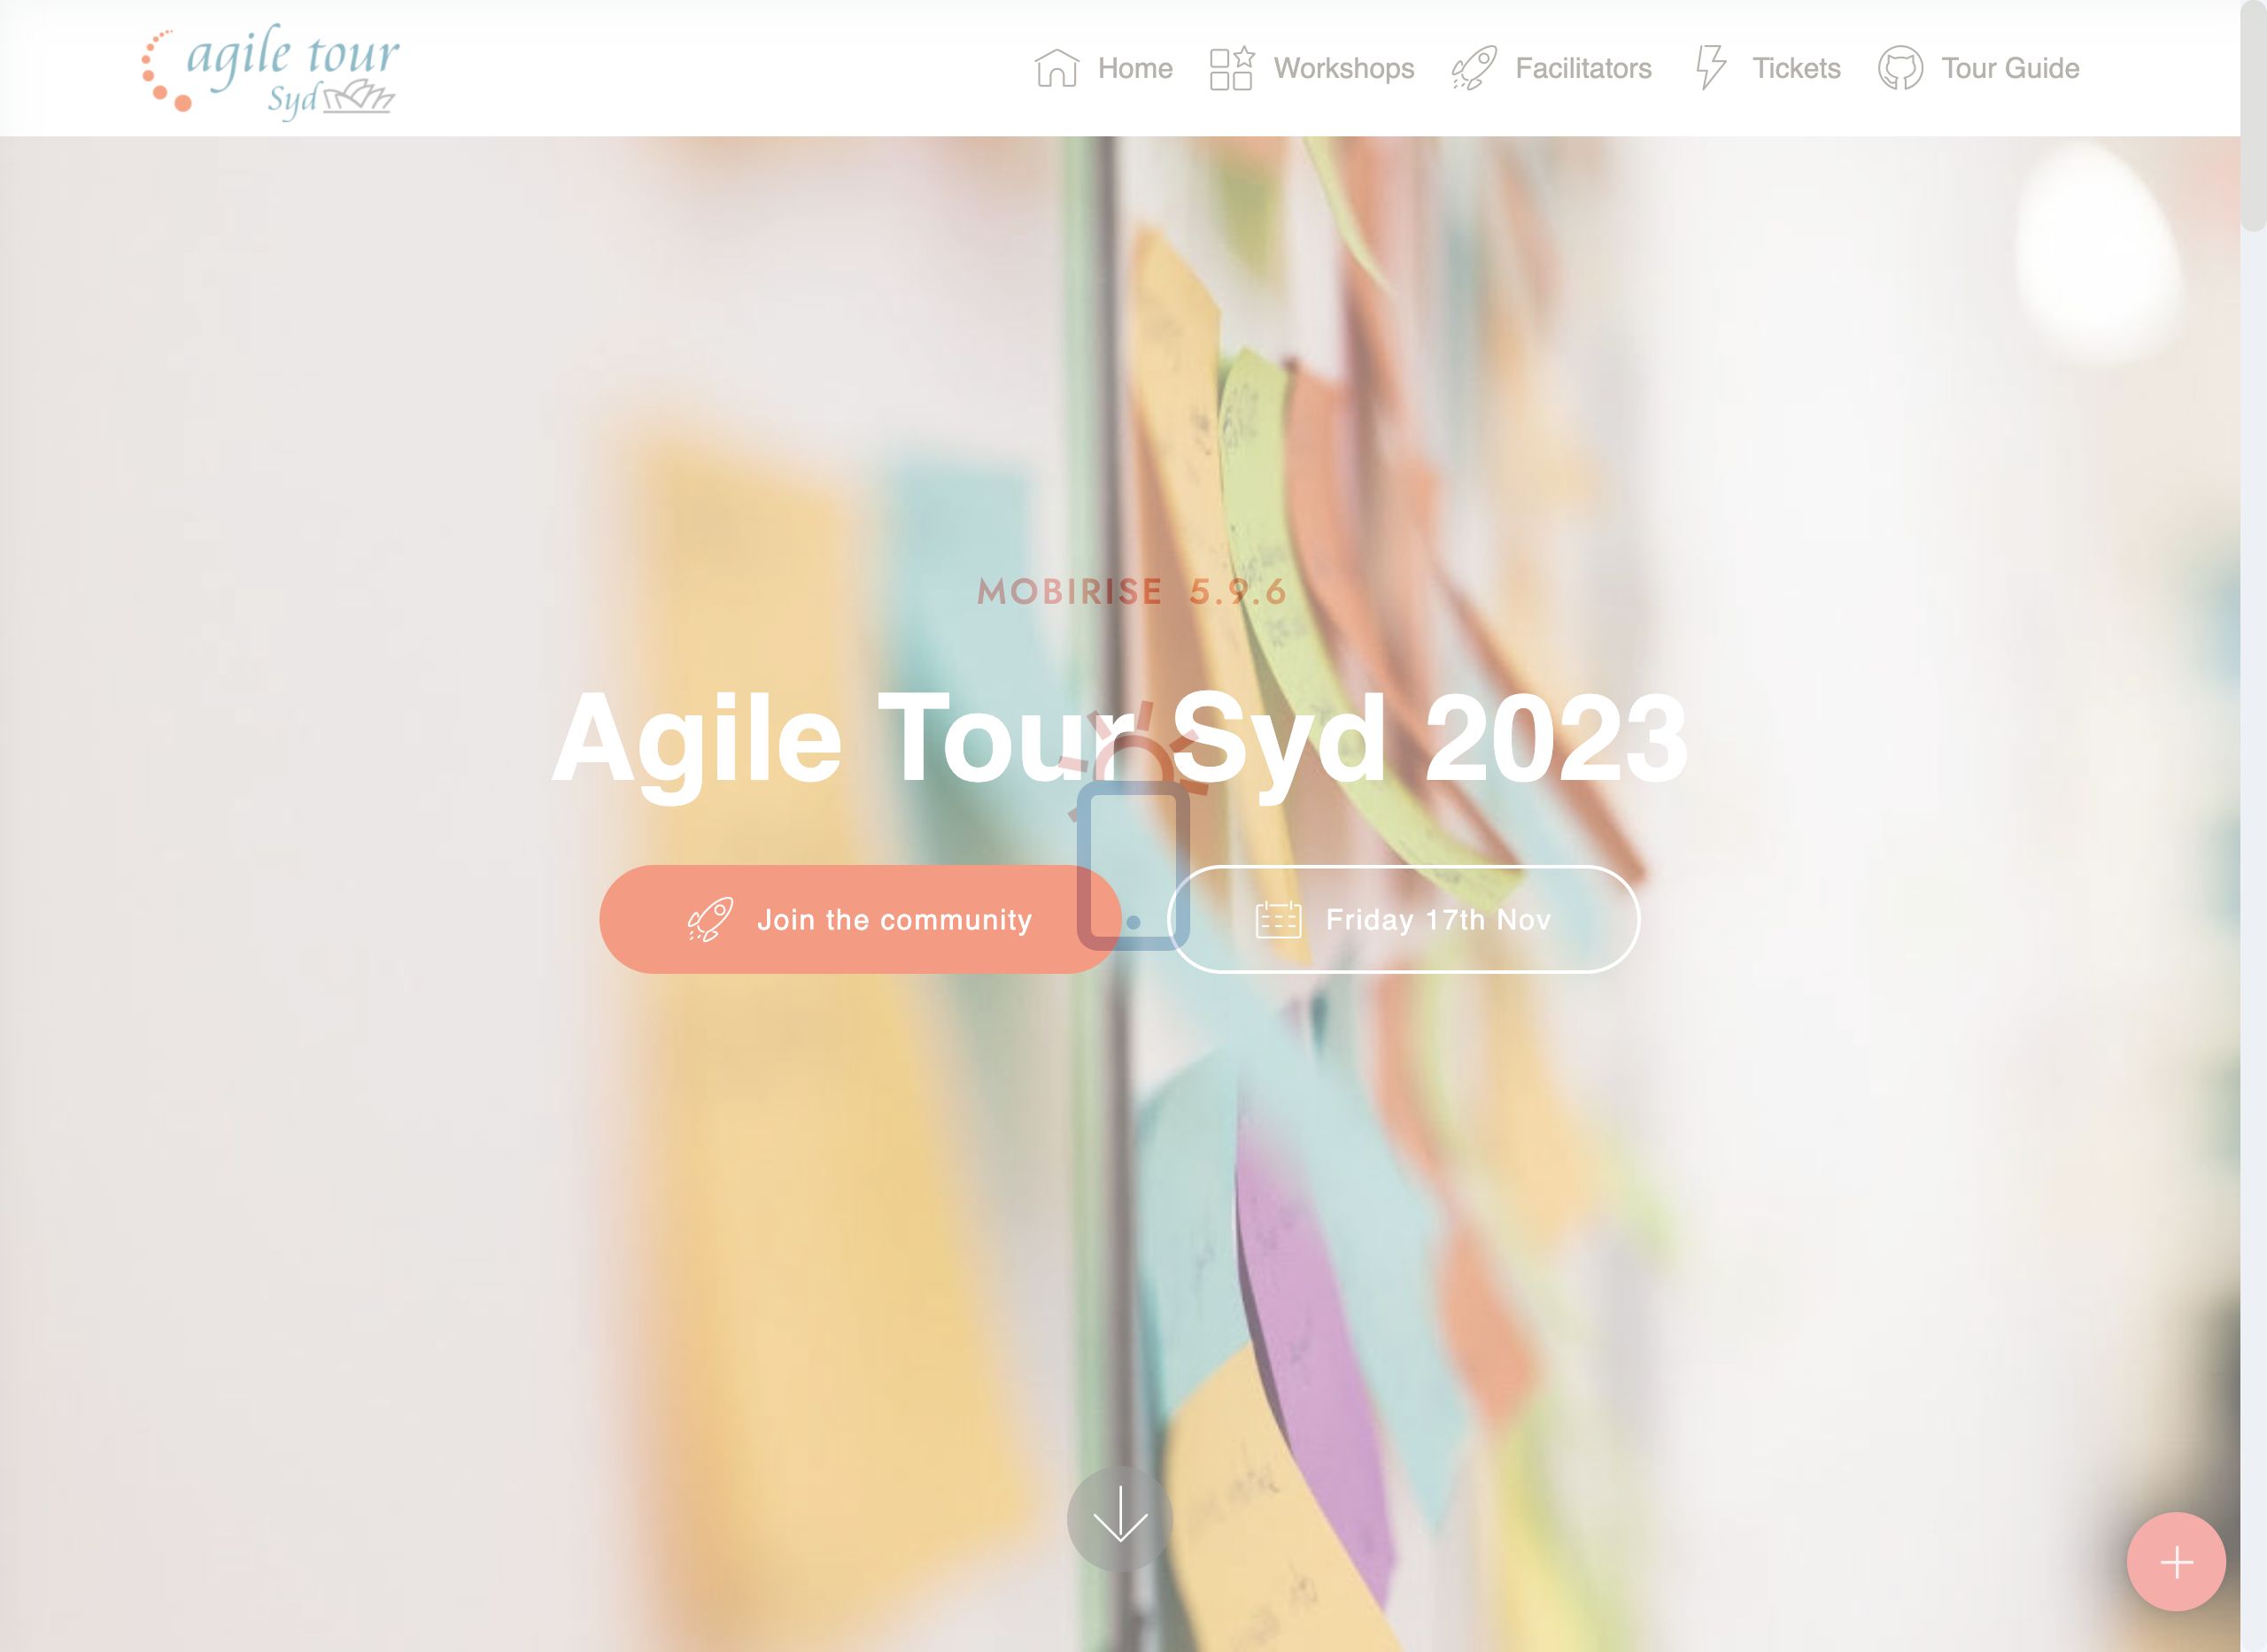 agile tour
Syd
Home Workshops Facilitators Tickets Tour Guide
MOBIRISE 5.9.6
Agile Tour Syd 2023
Join the community
Friday 17th Nov